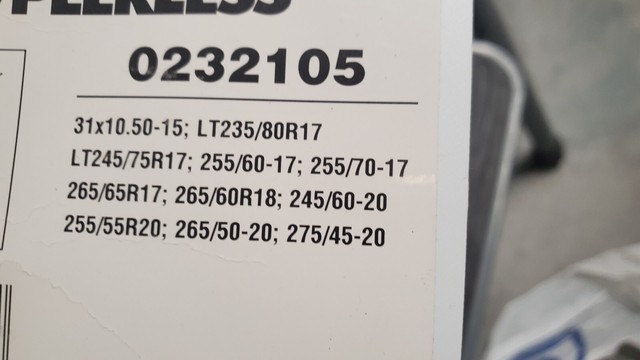 PEERLESS
0232105
31x10.50-15; LT235/80R17
LT245/75R17; 255/60-17; 255/70-17
265/65R17; 265/60R18; 245/60-20
255/55R20; 265/50-20; 275/45-20